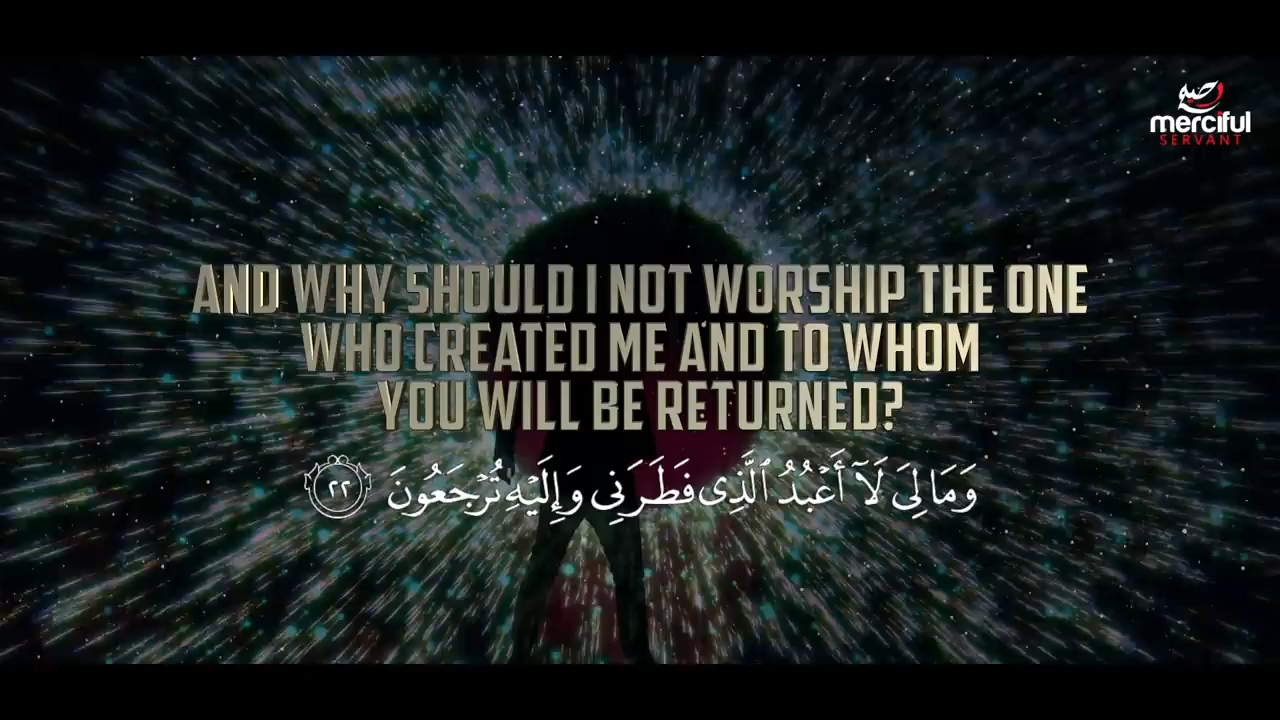 رحمة
merciful
SERVANT
AND WHY SHOULD I NOT WORSHIP THE ONE
WHO CREATED ME AND TO WHOM
YOU WILL BE RETURNED?
وَمَا لِىَ لَآ أَعْبُدُ ٱلَّذِى فَطَرَنِى وَإِلَيْهِ تُرْجَعُونَ ٢٢